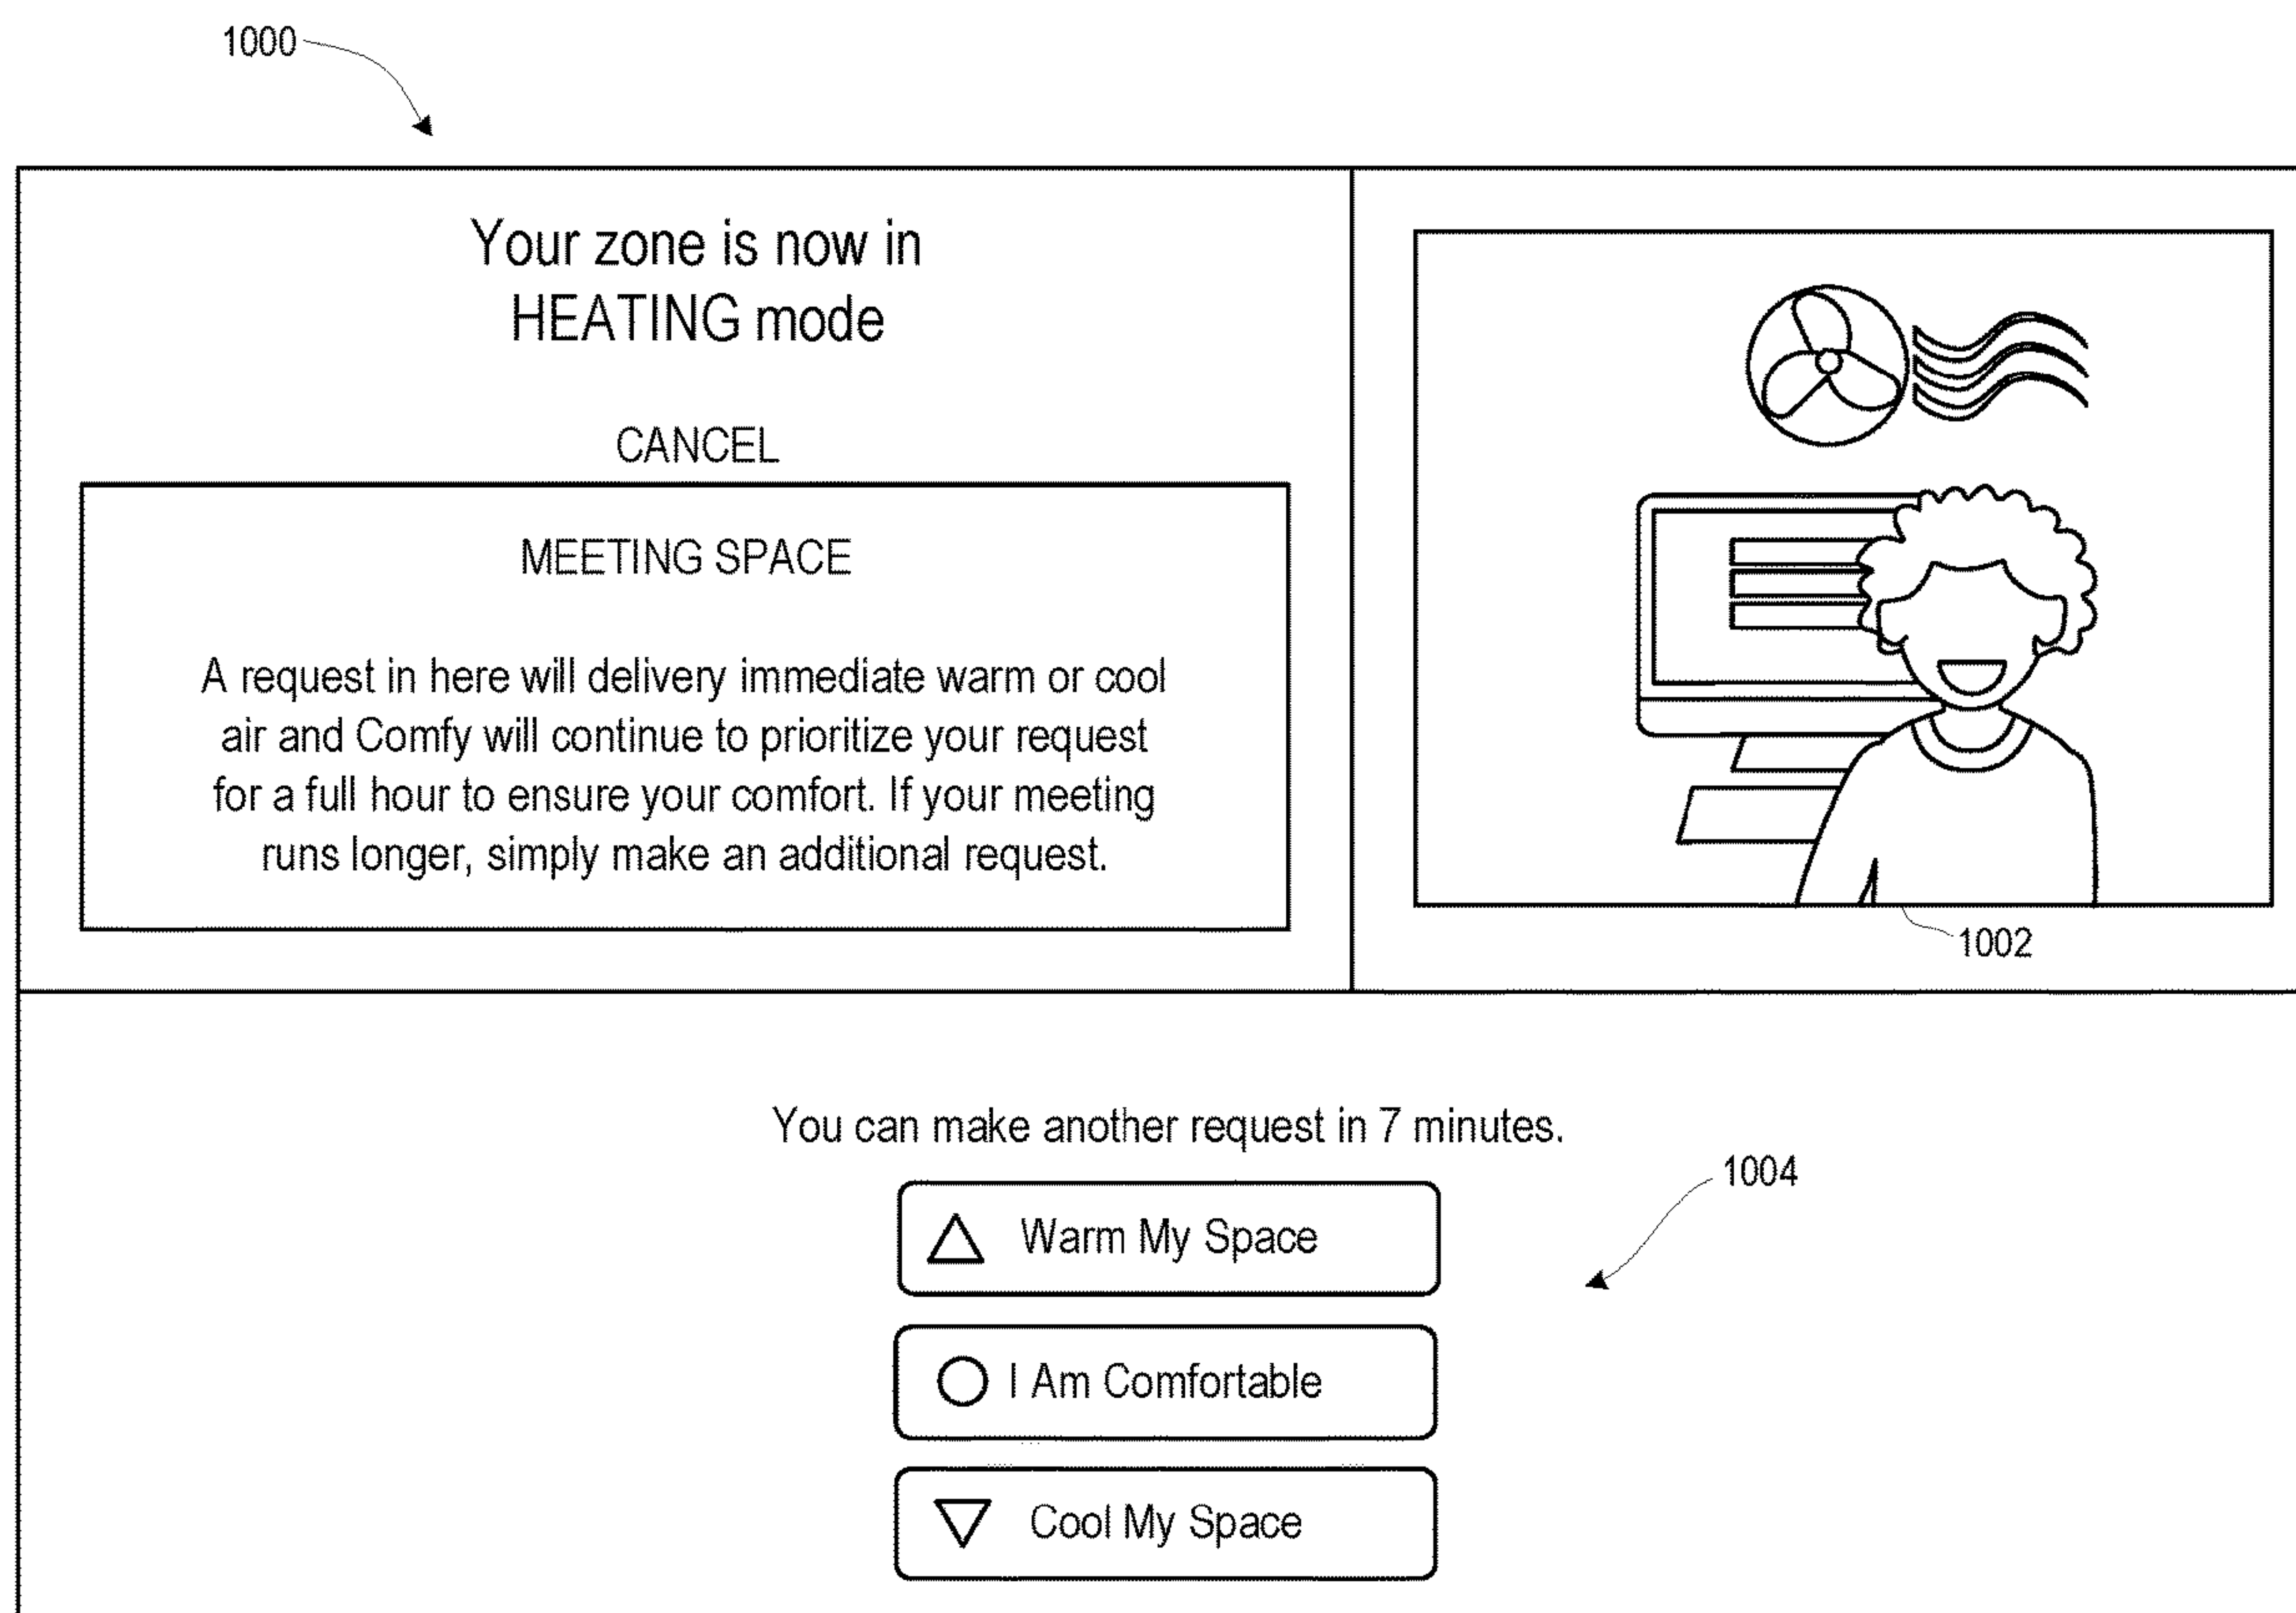 1000
Your zone is now in
HEATING mode
CANCEL
MEETING SPACE
A request in here will delivery immediate warm or cool
air and Comfy will continue to prioritize your request
for a full hour to ensure your comfort. If your meeting
runs longer, simply make an additional request.
1002
You can make another request in 7 minutes.
1004
Warm My Space
I Am Comfortable
Cool My Space